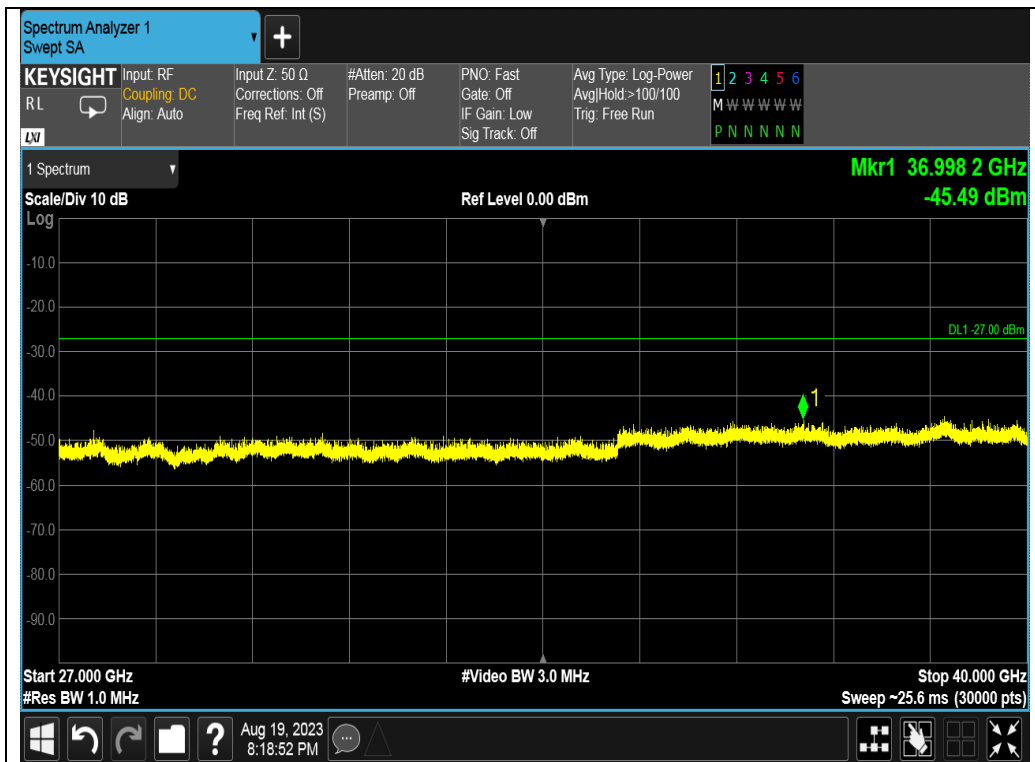 Spectrum Analyzer 1
Swept SA
+
KEYSIGHT
RL
LXI
Input: RF
Coupling: DC
Align: Auto
Input Z: 50 Ω
Corrections: Off
Freq Ref: Int (S)
#Atten: 20 dB
Preamp: Off
PNO: Fast
Gate: Off
IF Gain: Low
Sig Track: Off
Avg Type: Log-Power
Avg|Hold:>100/100
Trig: Free Run
1 2 3 4 5 6
M W W W W W
P N N N N N
1 Spectrum
Mkr1 36.998 2 GHz
-45.49 dBm
Scale/Div 10 dB
Ref Level 0.00 dBm
Log
-10.0
-20.0
DL1 -27.00 dBm
-30.0
-40.0
1
-50.0
-60.0
-70.0
-80.0
-90.0
Start 27.000 GHz
#Video BW 3.0 MHz
Stop 40.000 GHz
#Res BW 1.0 MHz
Sweep ~25.6 ms (30000 pts)
?
Aug 19, 2023
8:18:52 PM